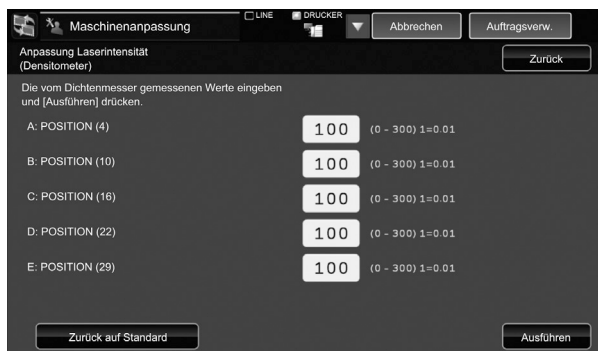 Maschinenanpassung
LINE
DRUCKER
Abbrechen
Auftragsverw.
Anpassung Laserintensität
(Densitometer)
Zurück
Die vom Dichtenmesser gemessenen Werte eingeben
und [Ausführen] drücken.
A: POSITION (4) 100 (0 - 300) 1=0.01
B: POSITION (10) 100 (0 - 300) 1=0.01
C: POSITION (16) 100 (0 - 300) 1=0.01
D: POSITION (22) 100 (0 - 300) 1=0.01
E: POSITION (29) 100 (0 - 300) 1=0.01
Zurück auf Standard
Ausführen